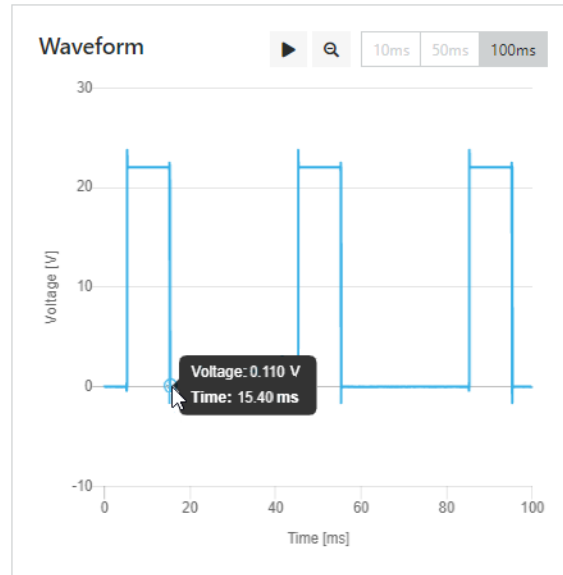 Waveform
10ms 50ms 100ms
30
20
10
0
-10
Voltage [V]
Voltage: 0.110 V
Time: 15.40 ms
0 20 40 60 80 100
Time [ms]